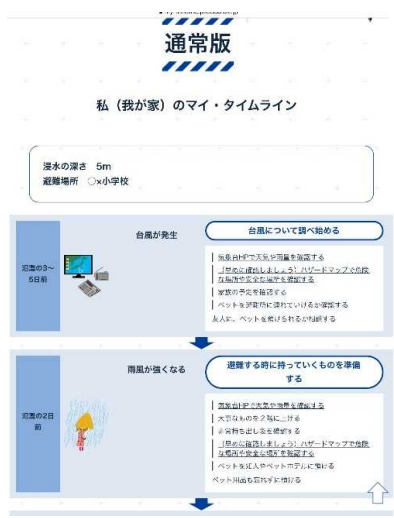 通常版
私（我が家）のマイ・タイムライン
浸水の深さ 5m
避難場所 ○×小学校
氾濫の3～
5日前
台風が発生
台風について調べ始める
気象台HPで天気や雨量を確認する
（早めに確認しましょう）ハザードマップで危険
な場所や安全な場所を確認する
家族の予定を確認する
ペットを避難所に連れていけるか確認する
友人に、ペットを預けられるか相談する
氾濫の2日
前
雨風が強くなる
避難する時に持っていくものを準備
する
気象台HPで天気や雨量を確認する
大事なものを2階に上げる
非常持ち出し袋を確認する
（早めに確認しましょう）ハザードマップで危険
な場所や安全な場所を確認する
ペットを知人やペットホテルに預ける
ペット用品も忘れずに預ける